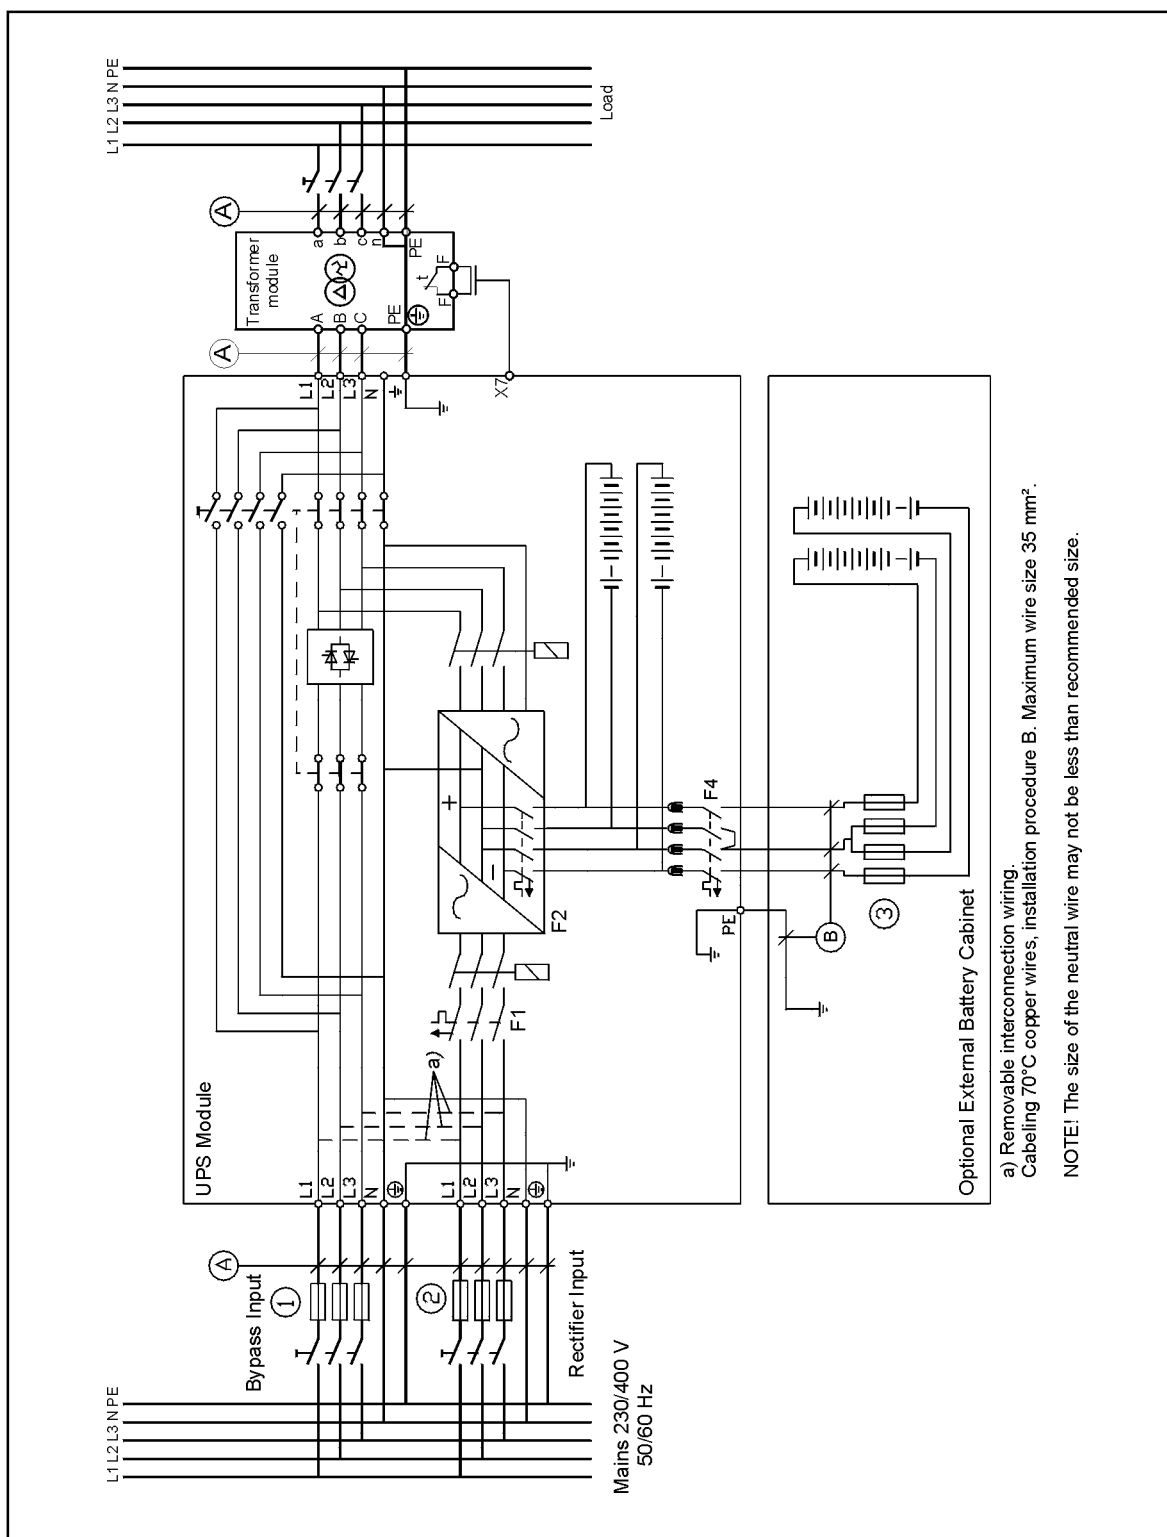 L1 L2 L3 N PE
Mains 230/400 V
50/60 Hz
Bypass Input
1
A
Rectifier Input
2
UPS Module
L1
L2
L3
N
L1
L2
L3
N
a)
F1
F2
+
−
F4
PE
L1
L2
L3
N
X7
A
Transformer
module
A
B
C
PE
a
b
c
n
PE
F
F
t
A
L1 L2 L3 N PE
Load
Optional External Battery Cabinet
B
3
a) Removable interconnection wiring.
Cabeling 70°C copper wires, installation procedure B. Maximum wire size 35 mm².
NOTE! The size of the neutral wire may not be less than recommended size.